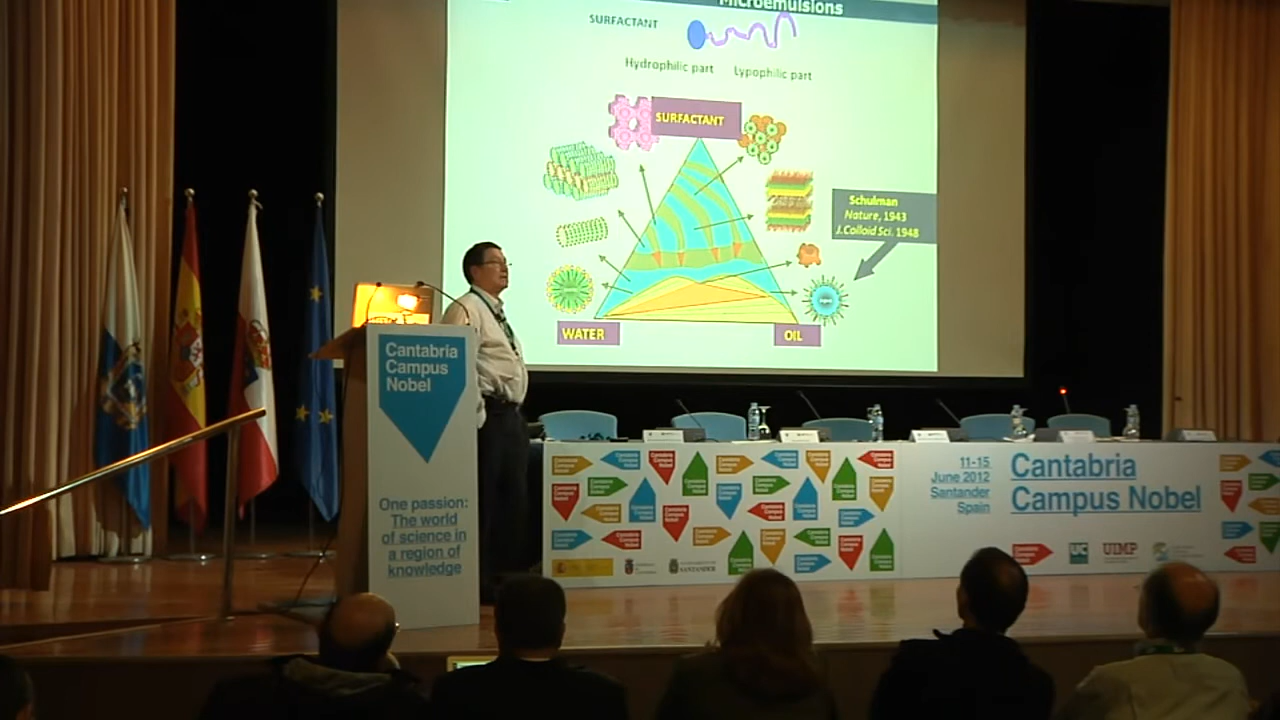 Microemulsions
SURFACTANT
Hydrophilic part
Lypophilic part
SURFACTANT
Schulman
Nature, 1943
J.Colloid Sci. 1948
WATER
OIL
Cantabria
Campus
Nobel
One passion:
The world
of science in
a region of
knowledge
11-15
June 2012
Santander
Spain
Cantabria
Campus Nobel
UC
UIMP
SANTANDER